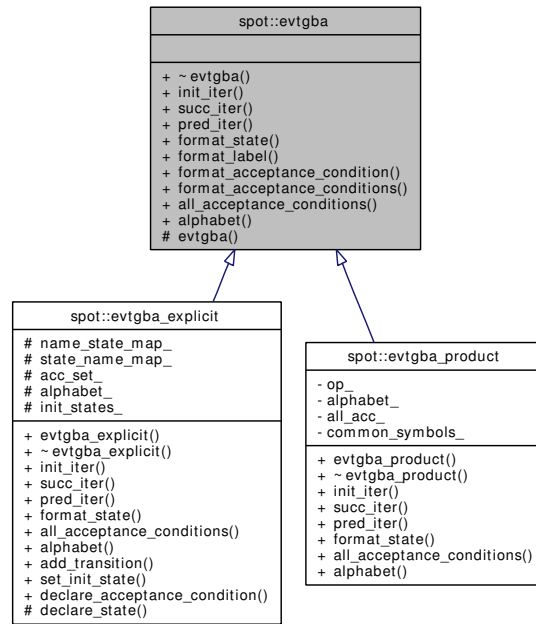 spot::evtgba
+ ~ evtgba()
+ init_iter()
+ succ_iter()
+ pred_iter()
+ format_state()
+ format_label()
+ format_acceptance_condition()
+ format_acceptance_conditions()
+ all_acceptance_conditions()
+ alphabet()
# evtgba()
spot::evtgba_explicit
# name_state_map_
# state_name_map_
# acc_set_
# alphabet_
# init_states_
+ evtgba_explicit()
+ ~ evtgba_explicit()
+ init_iter()
+ succ_iter()
+ pred_iter()
+ format_state()
+ all_acceptance_conditions()
+ alphabet()
+ add_transition()
+ set_init_state()
+ declare_acceptance_condition()
# declare_state()
spot::evtgba_product
- op_
- alphabet_
- all_acc_
- common_symbols_
+ evtgba_product()
+ ~ evtgba_product()
+ init_iter()
+ succ_iter()
+ pred_iter()
+ format_state()
+ all_acceptance_conditions()
+ alphabet()